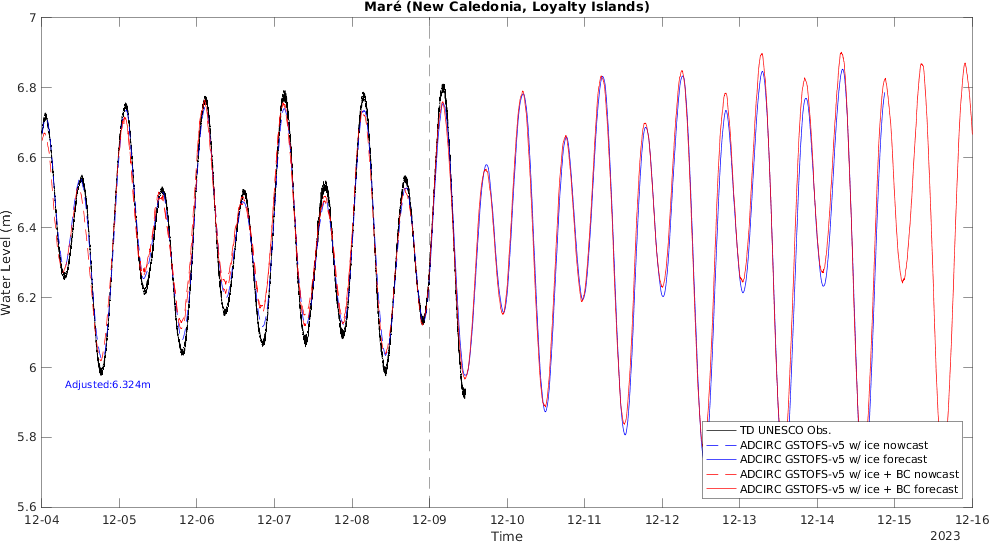 Maré (New Caledonia, Loyalty Islands)
7
6.8
6.6
6.4
6.2
6
5.8
5.6
Water Level (m)
Adjusted:6.324m
TD UNESCO Obs.
ADCIRC GSTOFS-v5 w/ ice nowcast
ADCIRC GSTOFS-v5 w/ ice forecast
ADCIRC GSTOFS-v5 w/ ice + BC nowcast
ADCIRC GSTOFS-v5 w/ ice + BC forecast
12-04 12-05 12-06 12-07 12-08 12-09 12-10 12-11 12-12 12-13 12-14 12-15 12-16
Time
2023